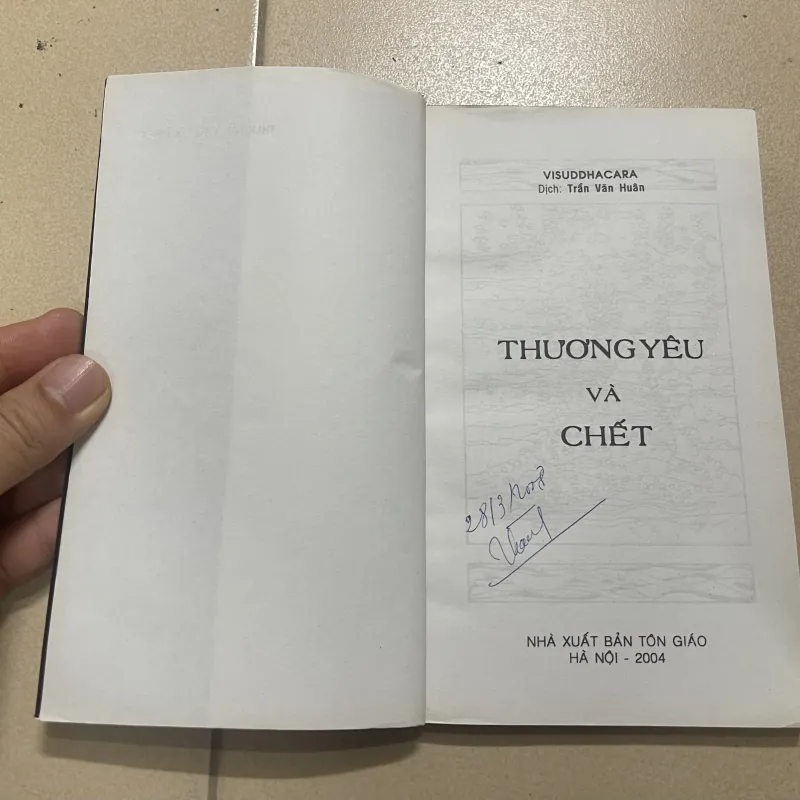 VISUDDHACARA
Dịch: Trần Văn Huân
THƯƠNG YÊU
VÀ
CHẾT
28/3/2008
NHÀ XUẤT BẢN TÔN GIÁO
HÀ NỘI - 2004